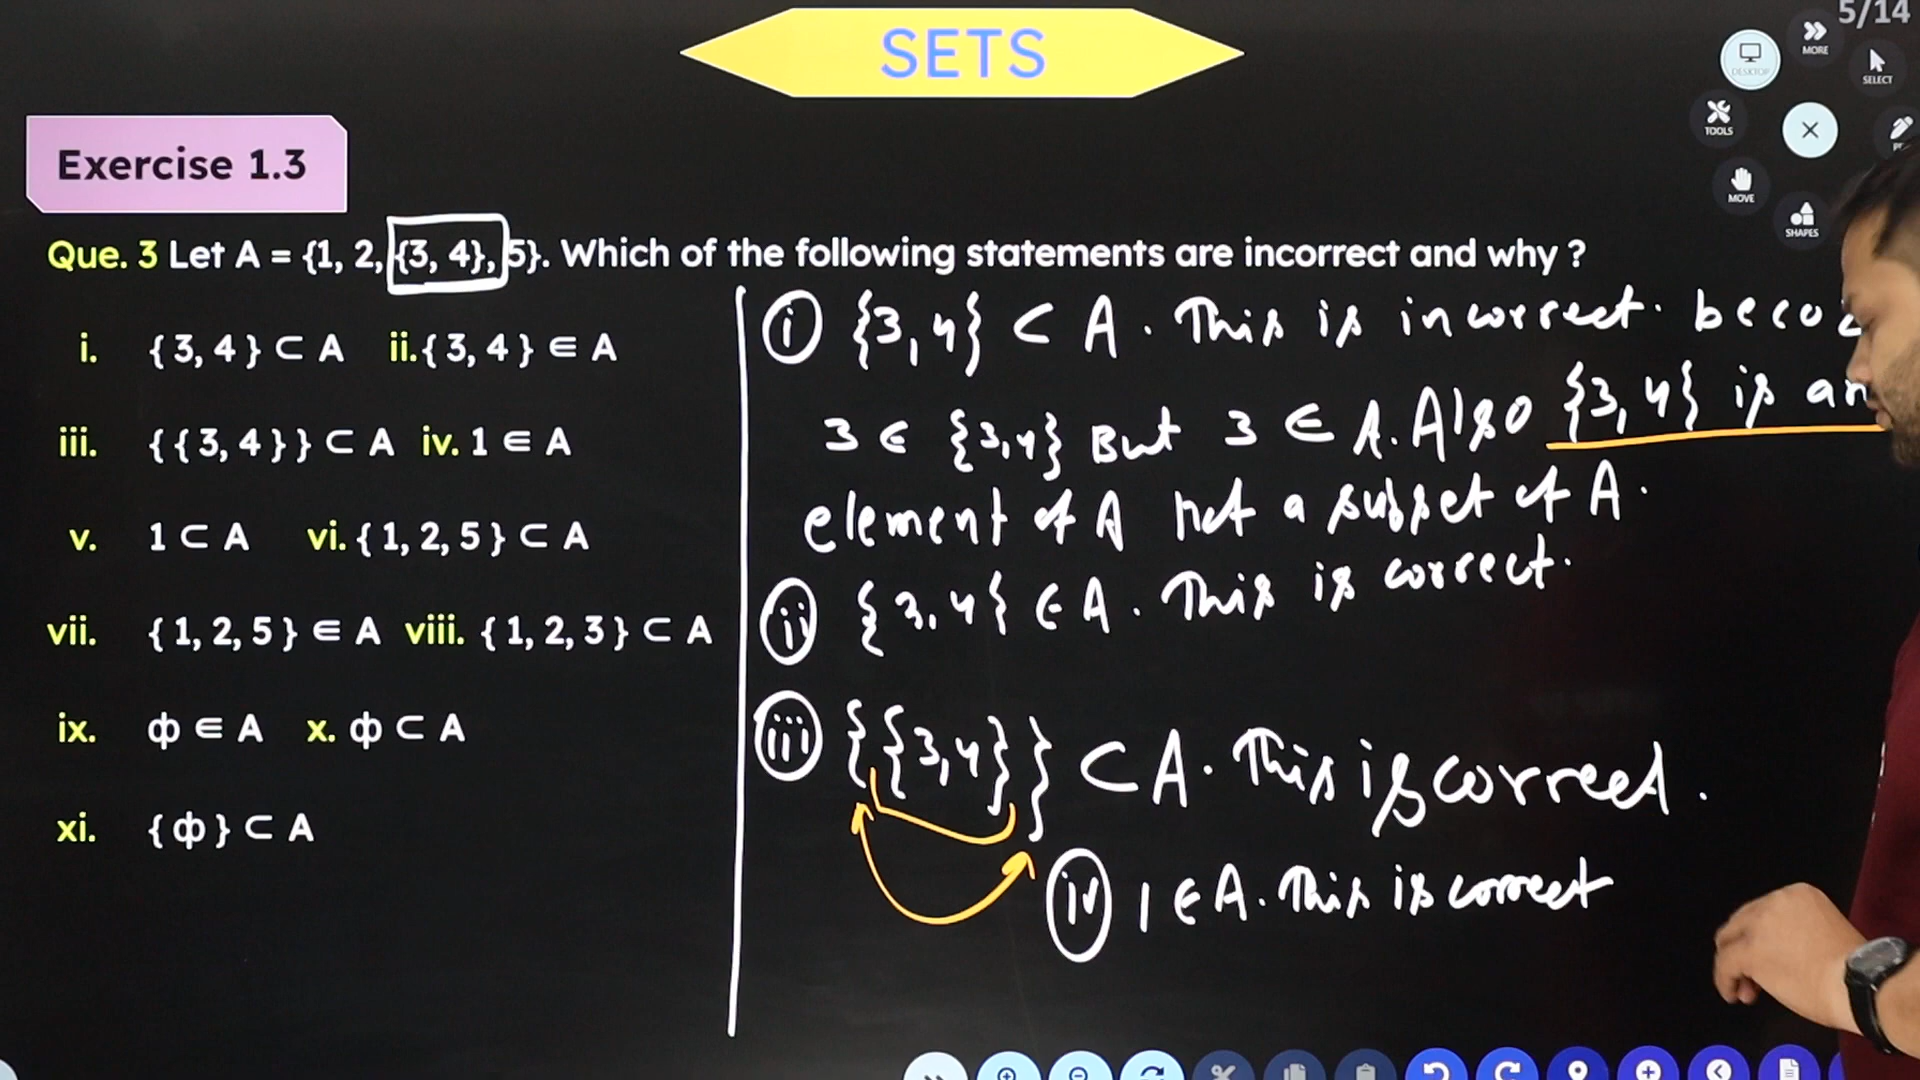 5/14
SETS
MORE
DESKTOP
SELECT
TOOLS
MOVE
SHAPES
Exercise 1.3
Que. 3 Let A = {1, 2, {3, 4}, 5}. Which of the following statements are incorrect and why ?
i. { 3, 4 } ⊂ A ii. { 3, 4 } ∈ A
iii. { { 3, 4 } } ⊂ A iv. 1 ∈ A
v. 1 ⊂ A vi. { 1, 2, 5 } ⊂ A
vii. { 1, 2, 5 } ∈ A viii. { 1, 2, 3 } ⊂ A
ix. ф ∈ A x. ф ⊂ A
xi. { ф } ⊂ A
(i) {3,4} ⊂ A. This is incorrect.
3 ∈ {3,4} But 3 ∈ A. Also {3,4} is an
element of A not a subset of A.
(ii) {3,4} ∈ A. This is correct.
(iii) {{3,4}} ⊂ A. This is correct.
(iv) 1 ∈ A. This is correct